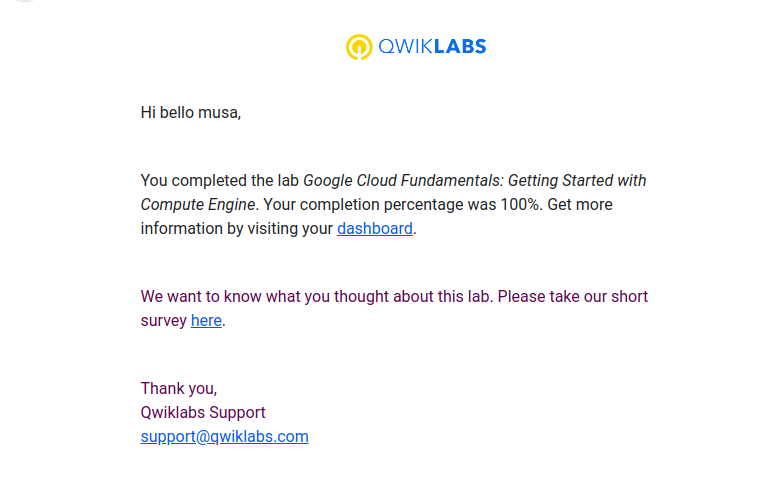 QWIKLABS
Hi bello musa,
You completed the lab Google Cloud Fundamentals: Getting Started with
Compute Engine. Your completion percentage was 100%. Get more
information by visiting your dashboard.
We want to know what you thought about this lab. Please take our short
survey here.
Thank you,
Qwiklabs Support
support@qwiklabs.com